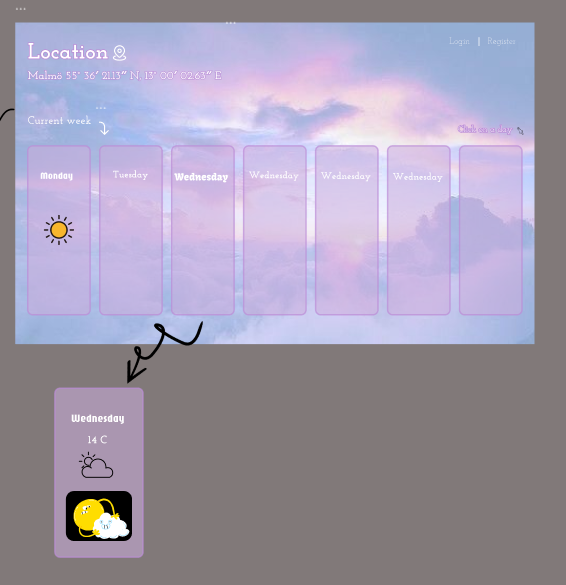 Location
Malmö 55° 36' 21.13" N, 13° 00' 02.63" E
Login | Register
Current week
Click on a day
Monday
Tuesday
Wednesday
Wednesday
Wednesday
Wednesday
Wednesday
14 C